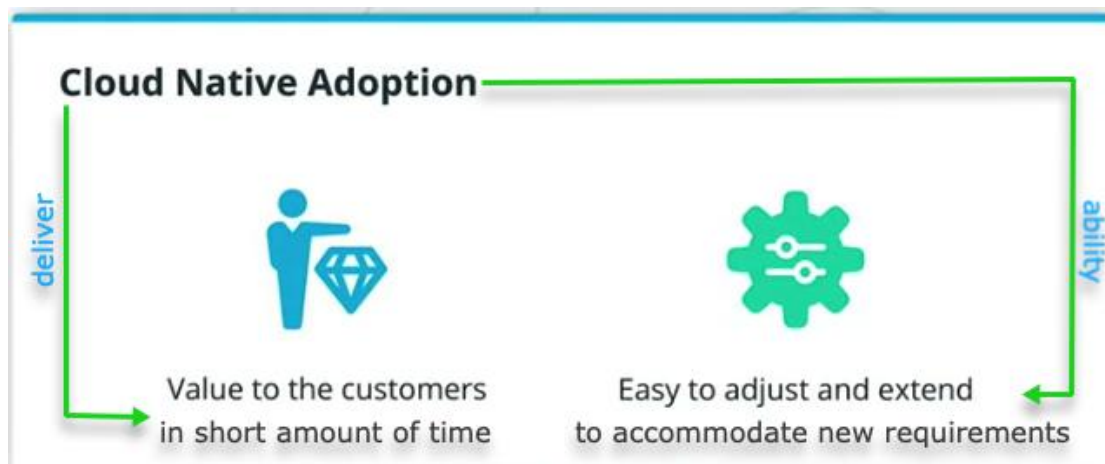 Cloud Native Adoption
deliver
ability
Value to the customers
in short amount of time
Easy to adjust and extend
to accommodate new requirements